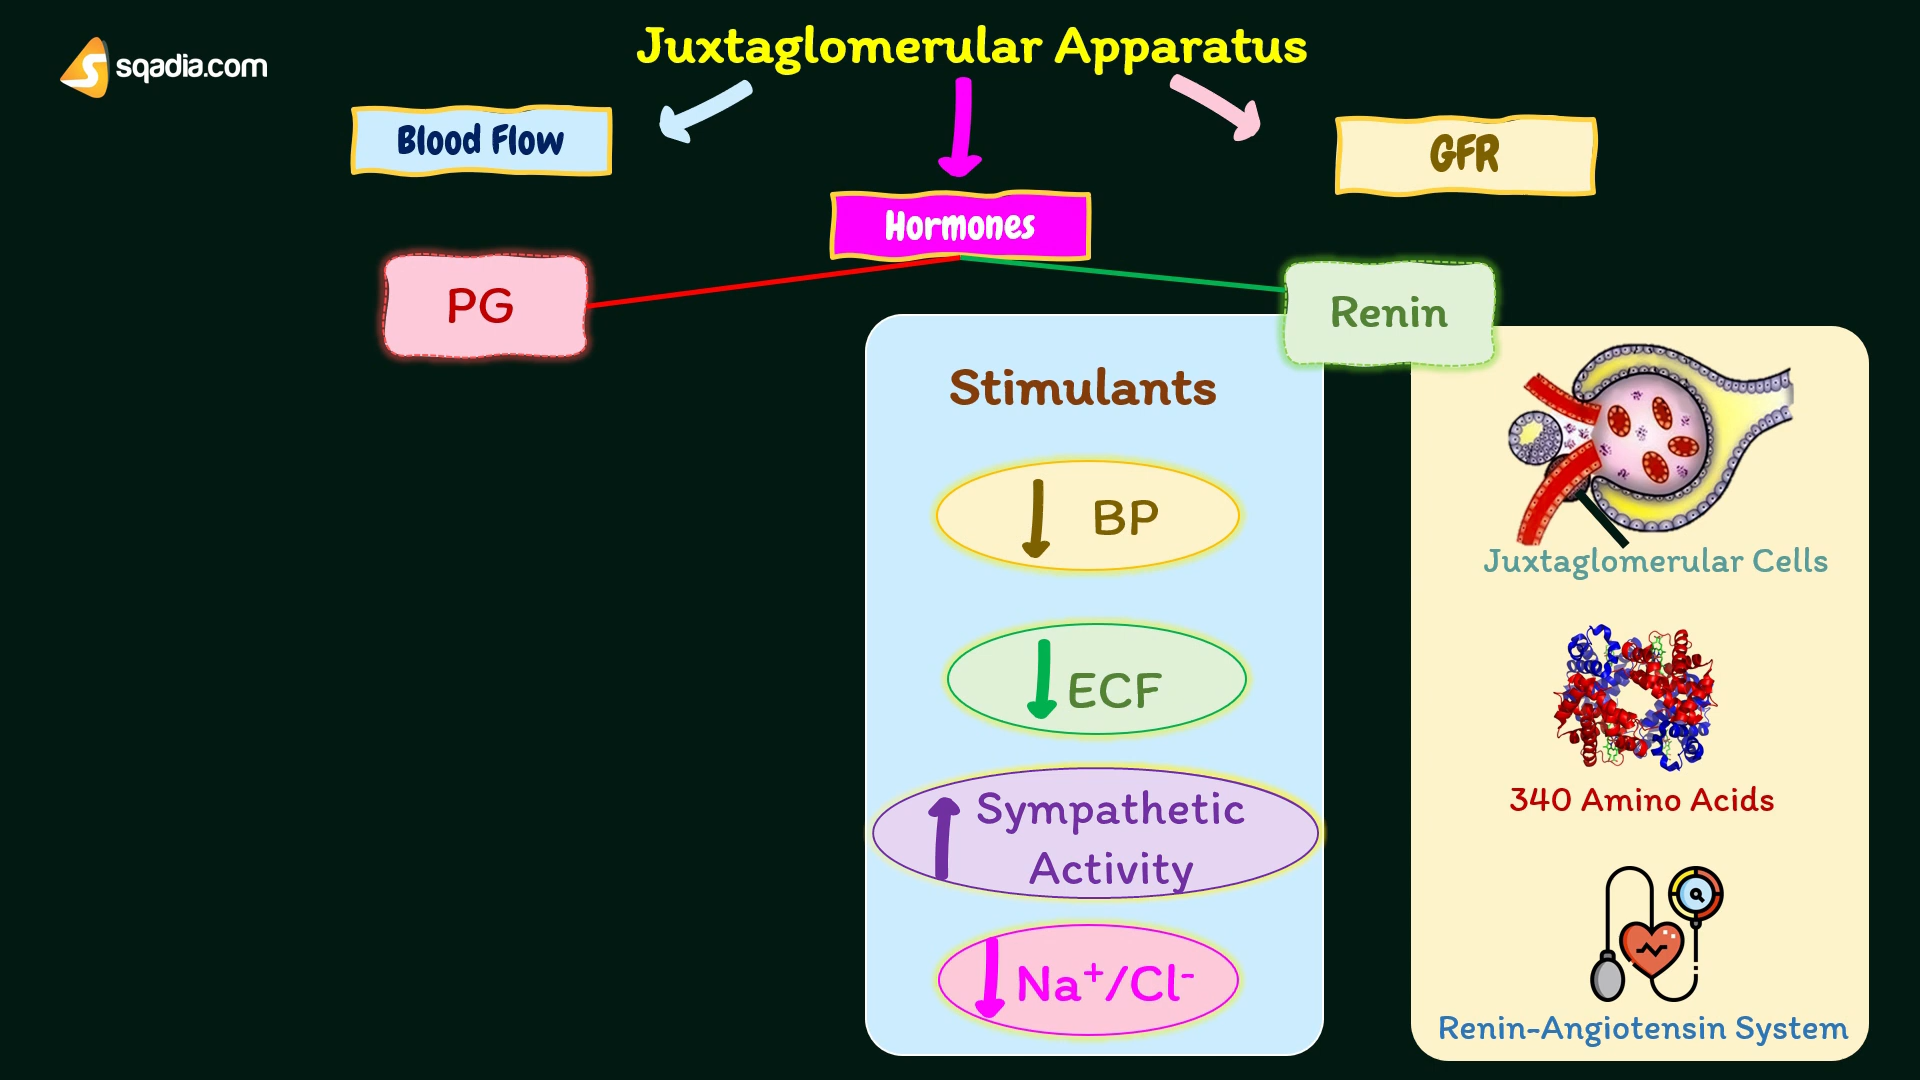 sqadia.com
Juxtaglomerular Apparatus
Blood Flow
GFR
Hormones
PG
Renin
Stimulants
BP
ECF
Sympathetic
Activity
Na⁺/Cl⁻
Juxtaglomerular Cells
340 Amino Acids
Renin-Angiotensin System